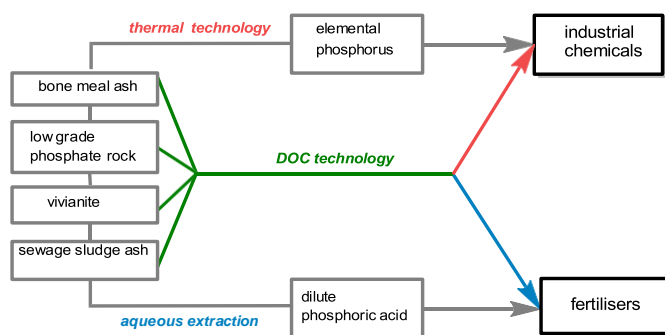 thermal technology
elemental
phosphorus
industrial
chemicals
bone meal ash
low grade
phosphate rock
DOC technology
vivianite
sewage sludge ash
dilute
phosphoric acid
fertilisers
aqueous extraction